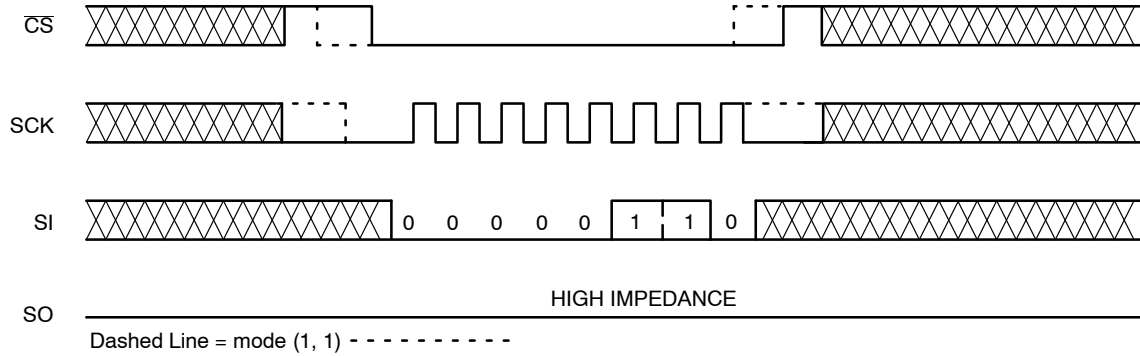 CS
SCK
SI 0 0 0 0 0 1 1 0
HIGH IMPEDANCE
SO
Dashed Line = mode (1, 1)